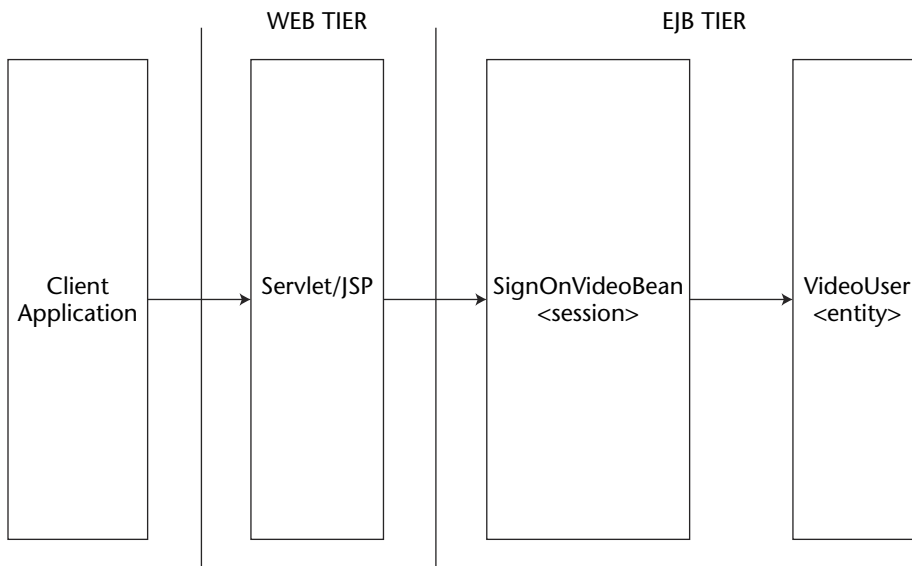 WEB TIER
EJB TIER
Client
Application
Servlet/JSP
SignOnVideoBean
<session>
VideoUser
<entity>